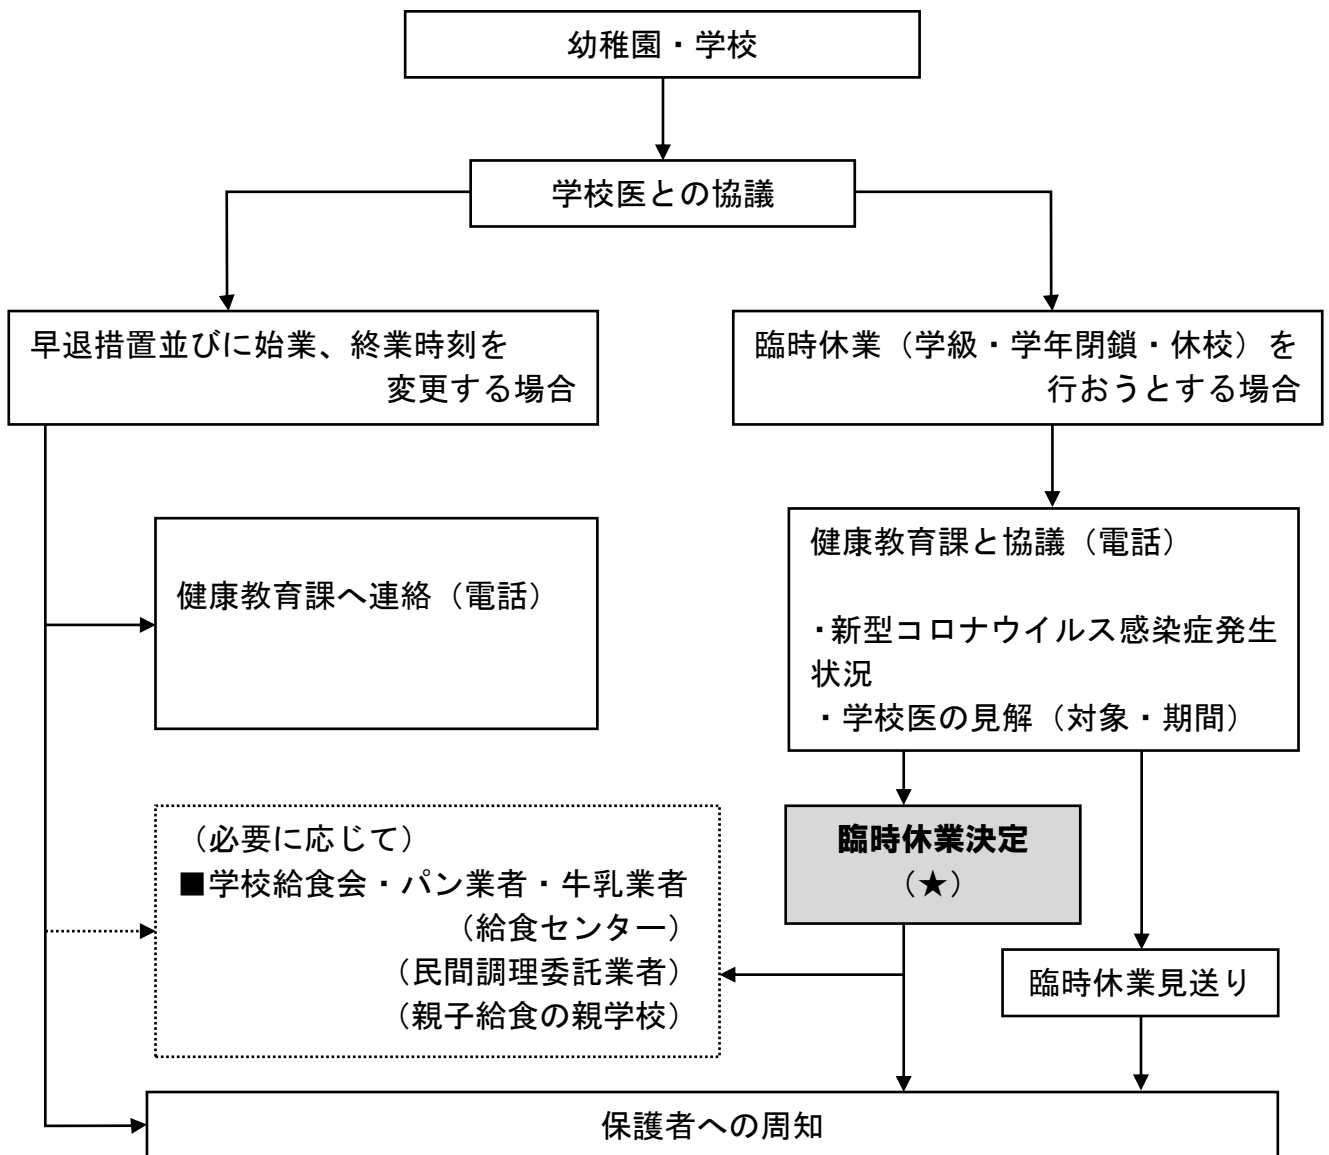 幼稚園・学校
学校医との協議
早退措置並びに始業、終業時刻を
変更する場合
臨時休業（学級・学年閉鎖・休校）を
行おうとする場合
健康教育課へ連絡（電話）
健康教育課と協議（電話）
・新型コロナウイルス感染症発生
状況
・学校医の見解（対象・期間）
（必要に応じて）
■学校給食会・パン業者・牛乳業者
（給食センター）
（民間調理委託業者）
（親子給食の親学校）
臨時休業決定
（★）
臨時休業見送り
保護者への周知